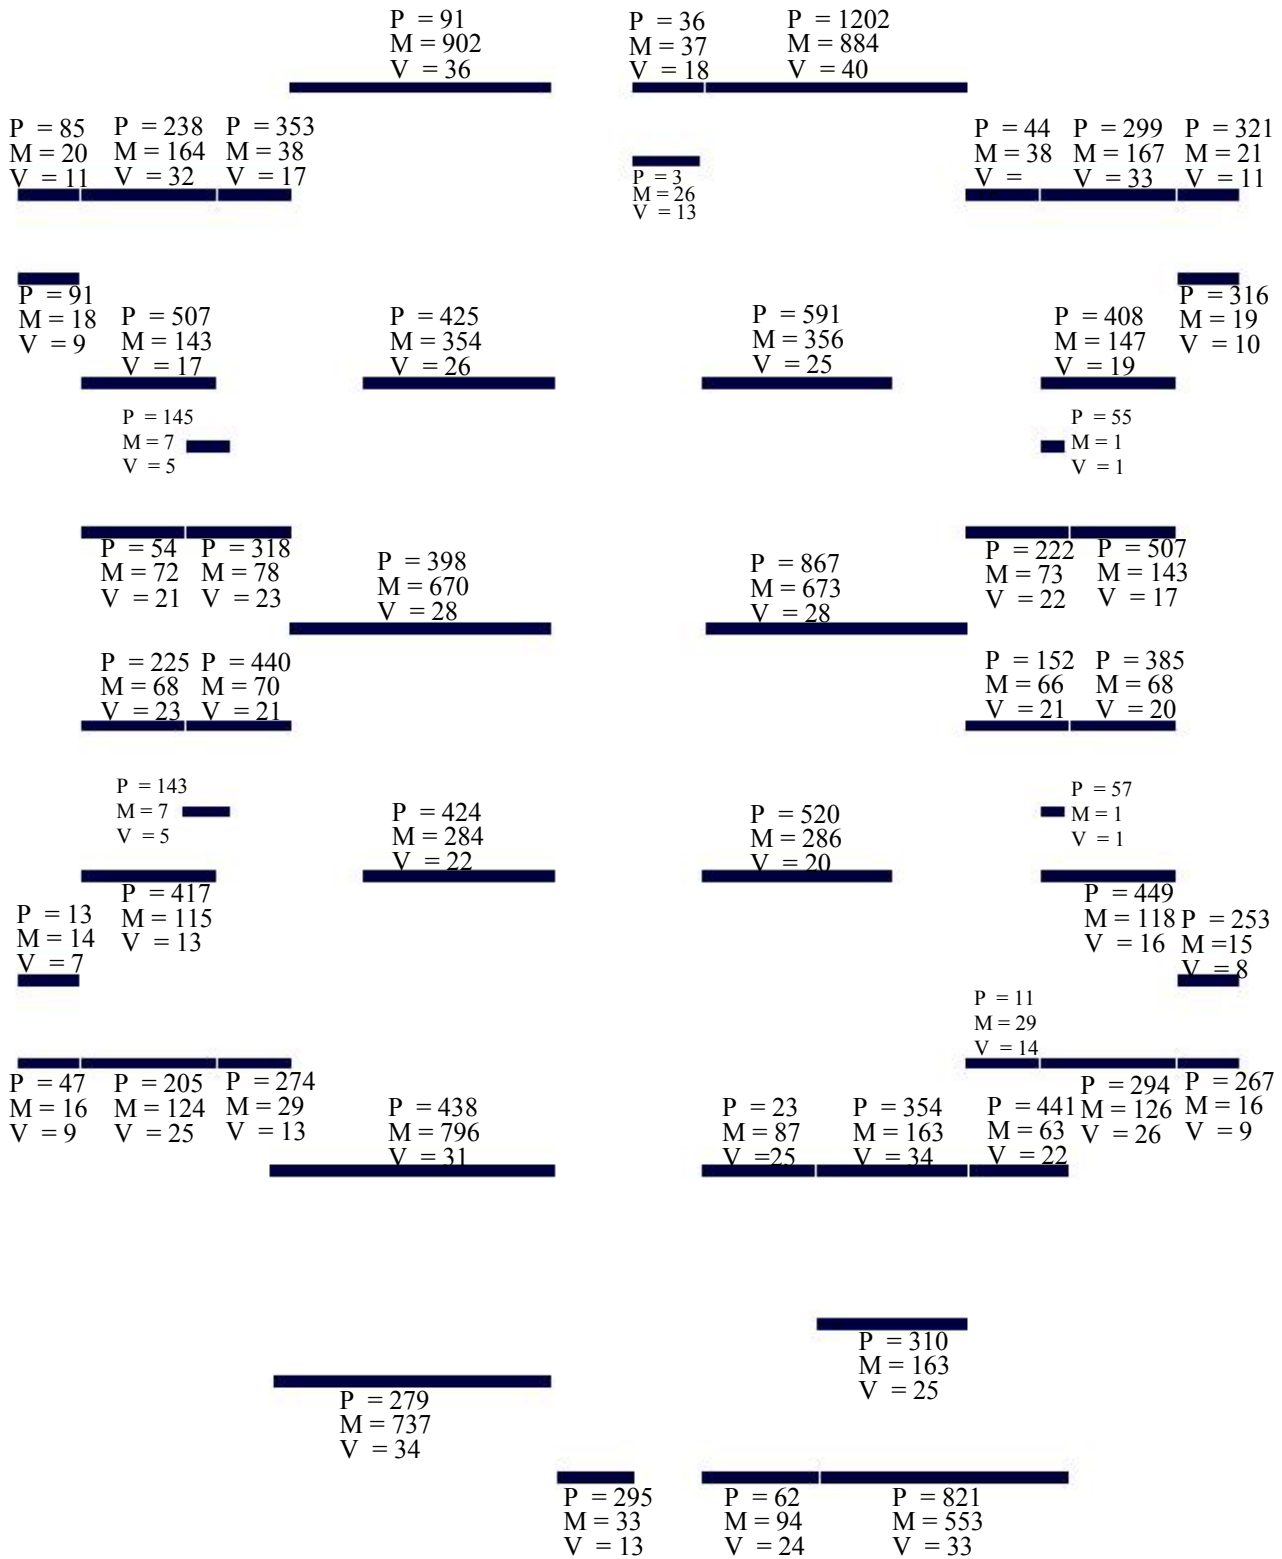 P = 91
M = 902
V = 36
P = 36
M = 37
V = 18
P = 1202
M = 884
V = 40
P = 85
M = 20
V = 11
P = 238
M = 164
V = 32
P = 353
M = 38
V = 17
P = 3
M = 26
V = 13
P = 44
M = 38
V =
P = 299
M = 167
V = 33
P = 321
M = 21
V = 11
P = 91
M = 18
V = 9
P = 507
M = 143
V = 17
P = 425
M = 354
V = 26
P = 591
M = 356
V = 25
P = 408
M = 147
V = 19
P = 316
M = 19
V = 10
P = 145
M = 7
V = 5
P = 55
M = 1
V = 1
P = 54
M = 72
V = 21
P = 318
M = 78
V = 23
P = 398
M = 670
V = 28
P = 867
M = 673
V = 28
P = 222
M = 73
V = 22
P = 507
M = 143
V = 17
P = 225
M = 68
V = 23
P = 440
M = 70
V = 21
P = 152
M = 66
V = 21
P = 385
M = 68
V = 20
P = 143
M = 7
V = 5
P = 424
M = 284
V = 22
P = 520
M = 286
V = 20
P = 57
M = 1
V = 1
P = 13
M = 14
V = 7
P = 417
M = 115
V = 13
P = 449
M = 118
V = 16
P = 253
M =15
V = 8
P = 11
M = 29
V = 14
P = 47
M = 16
V = 9
P = 205
M = 124
V = 25
P = 274
M = 29
V = 13
P = 438
M = 796
V = 31
P = 23
M = 87
V =25
P = 354
M = 163
V = 34
P = 441
M = 63
V = 22
P = 294
M = 126
V = 26
P = 267
M = 16
V = 9
P = 310
M = 163
V = 25
P = 279
M = 737
V = 34
P = 295
M = 33
V = 13
P = 62
M = 94
V = 24
P = 821
M = 553
V = 33